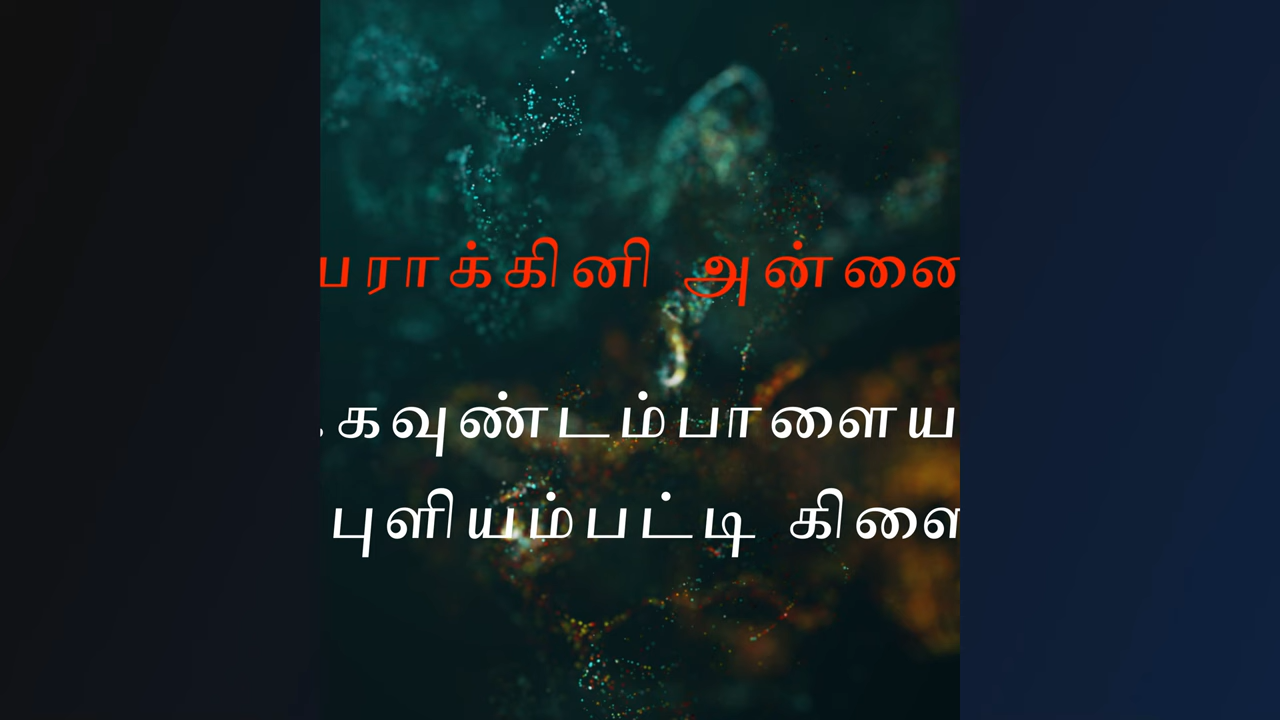 பராக்கினி அன்னை
கவுண்டம்பாளைய
புளியம்பட்டி கிளை